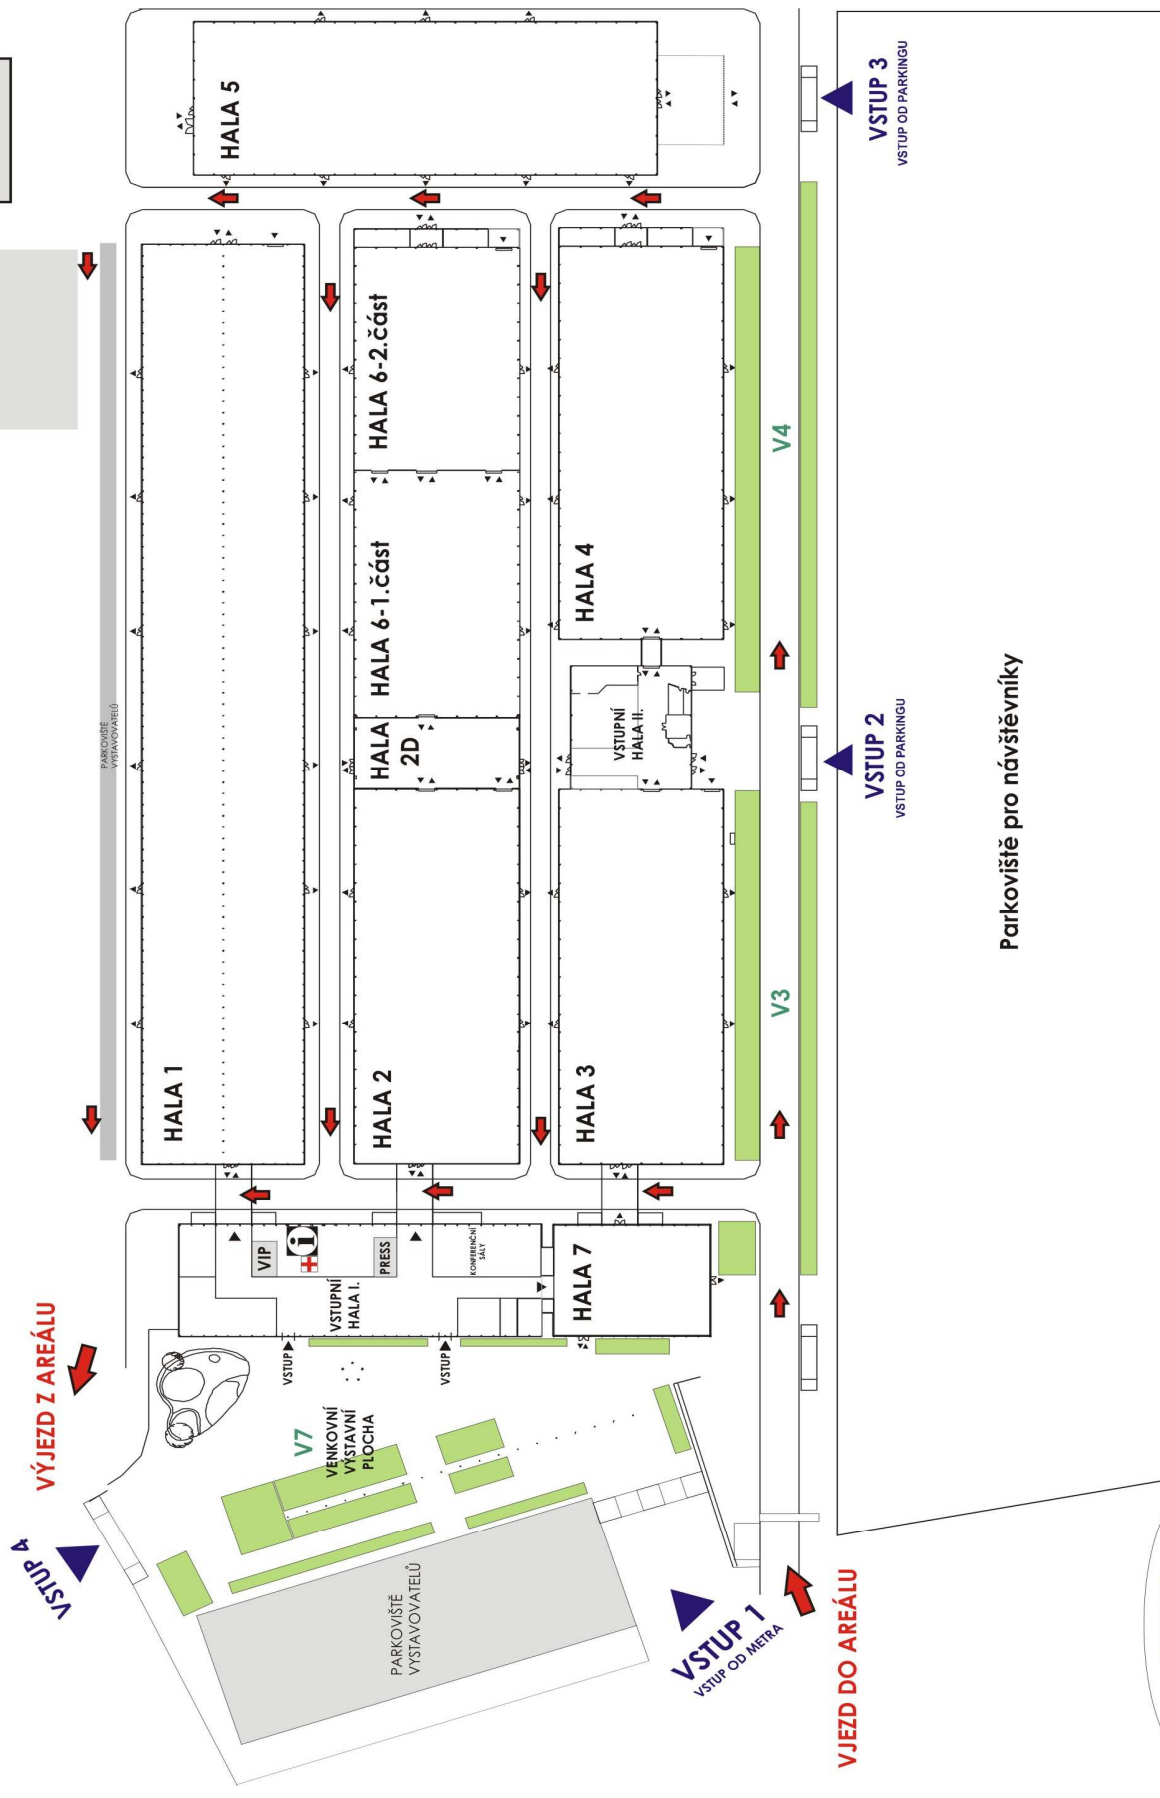 VÝJEZD Z AREÁLU
VSTUP 4
PARKOVIŠTĚ
VYSTAVOVATELŮ
HALA 1
HALA 5
VIP
i
PRESS
VSTUPNÍ
HALA I.
KONFERENČNÍ
SÁLY
VSTUP
VSTUP
V7
VENKOVNÍ
VÝSTAVNÍ
PLOCHA
HALA 2
HALA
2D
HALA 6-1.část
HALA 6-2.část
PARKOVIŠTĚ
VYSTAVOVATELŮ
HALA 7
HALA 3
VSTUPNÍ
HALA II.
HALA 4
V3
V4
VSTUP 1
VSTUP OD METRA
VJEZD DO AREÁLU
VSTUP 2
VSTUP OD PARKINGU
VSTUP 3
VSTUP OD PARKINGU
Parkoviště pro návštěvníky